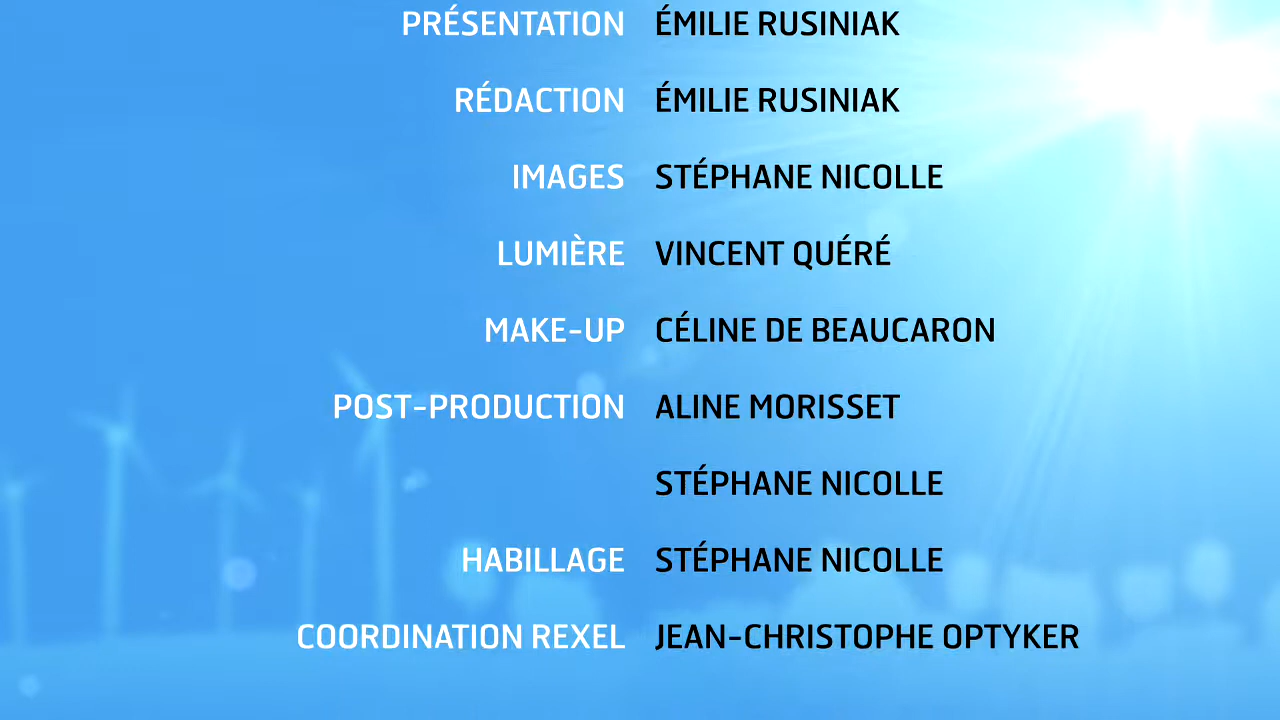 PRÉSENTATION ÉMILIE RUSINIAK
RÉDACTION ÉMILIE RUSINIAK
IMAGES STÉPHANE NICOLLE
LUMIÈRE VINCENT QUÉRÉ
MAKE-UP CÉLINE DE BEAUCARON
POST-PRODUCTION ALINE MORISSET
STÉPHANE NICOLLE
HABILLAGE STÉPHANE NICOLLE
COORDINATION REXEL JEAN-CHRISTOPHE OPTYKER